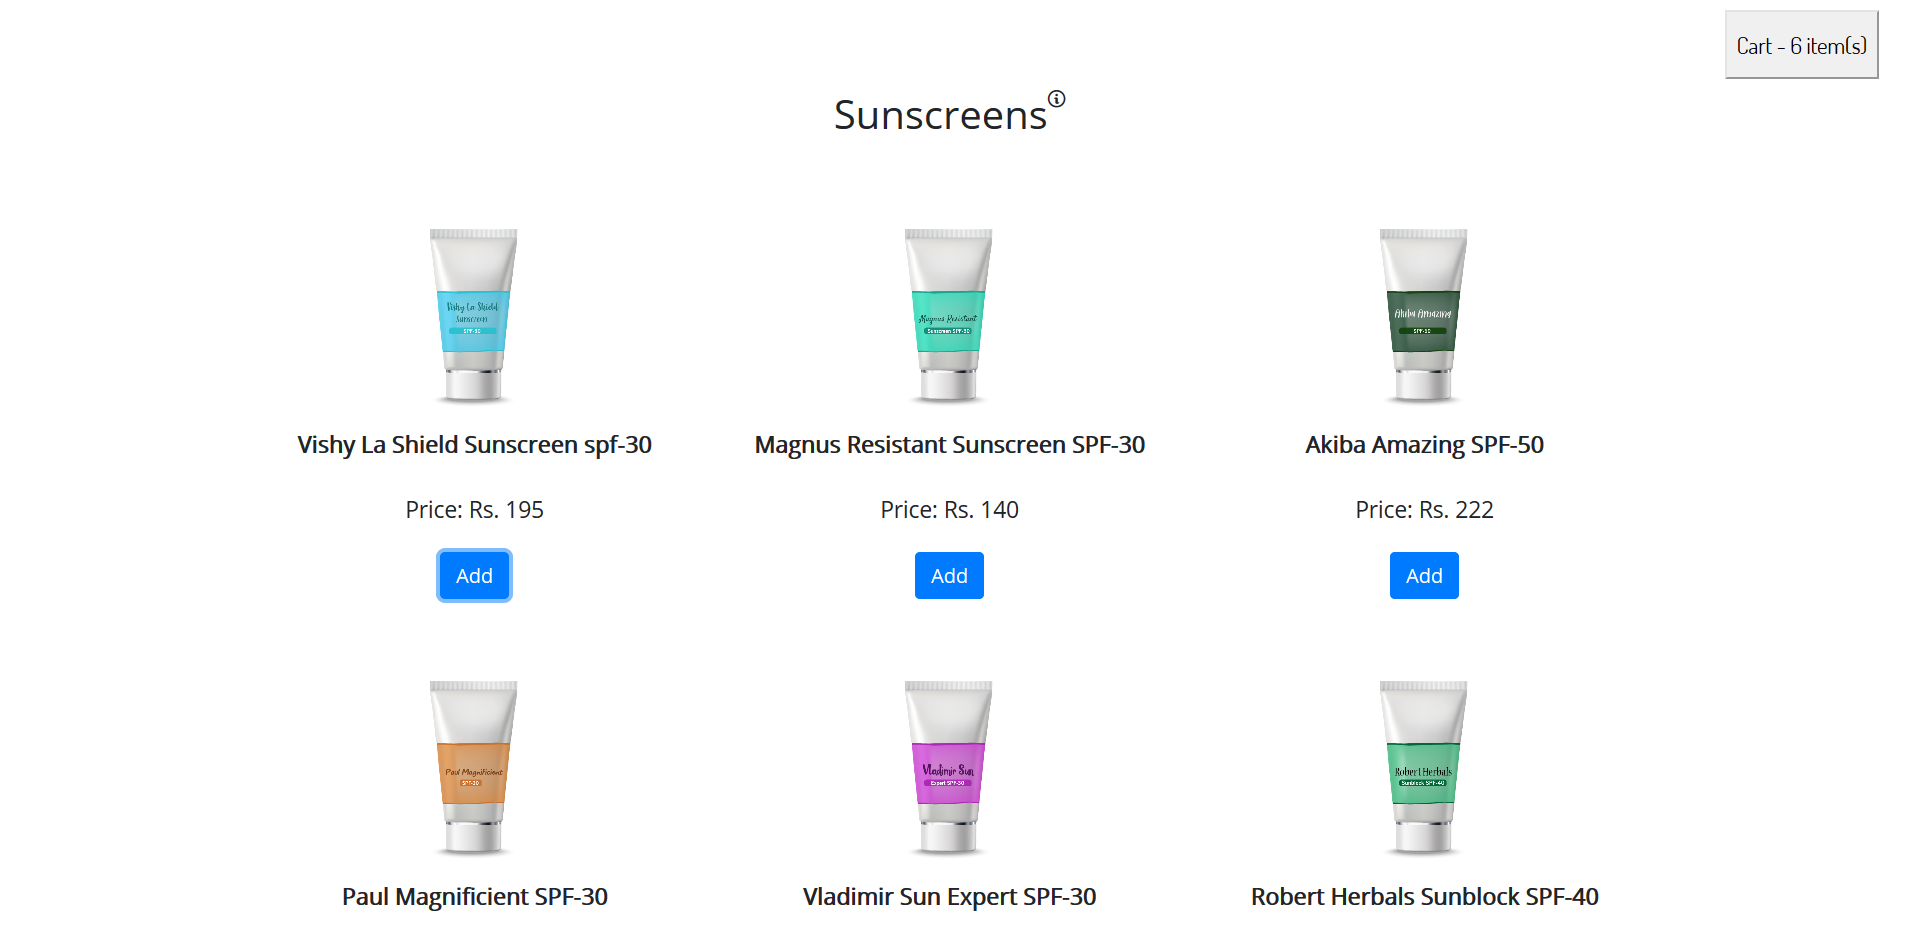 Cart - 6 item(s)
Sunscreens
Vishy La Shield
Sunscreen
SPF-30
Magnus Resistant
Sunscreen SPF-30
Akiba Amazing
SPF-50
Vishy La Shield Sunscreen spf-30
Magnus Resistant Sunscreen SPF-30
Akiba Amazing SPF-50
Price: Rs. 195
Price: Rs. 140
Price: Rs. 222
Add
Add
Add
Paul Magnificient
SPF-30
Vladimir Sun
Expert SPF-30
Robert Herbals
Sunblock SPF-40
Paul Magnificient SPF-30
Vladimir Sun Expert SPF-30
Robert Herbals Sunblock SPF-40